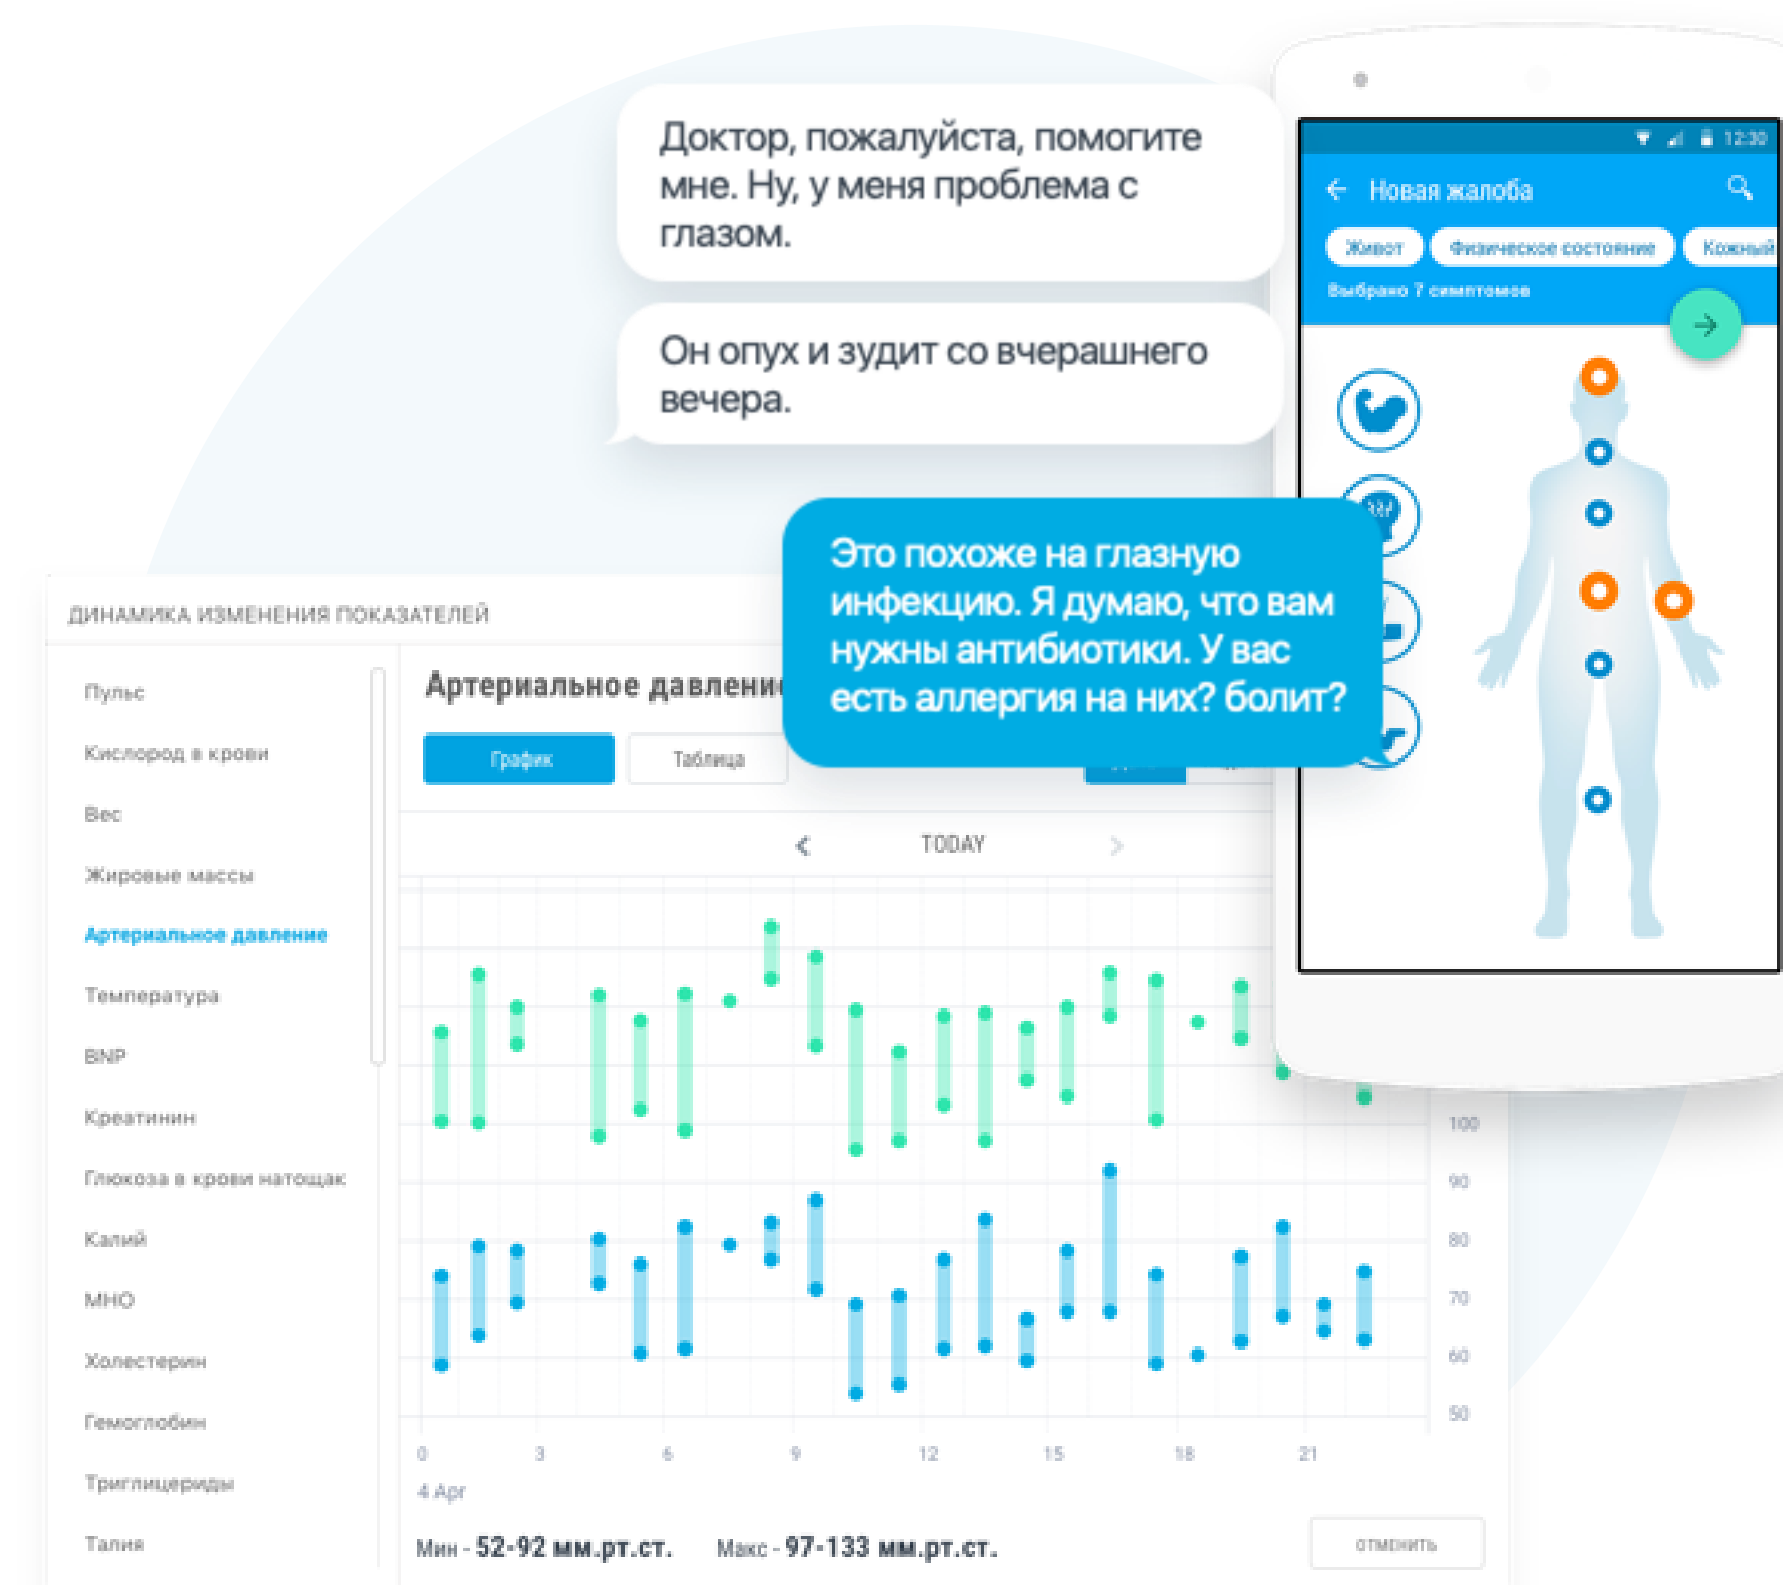 Доктор, пожалуйста, помогите
мне. Ну, у меня проблема с
глазом.
Он опух и зудит со вчерашнего
вечера.
Это похоже на глазную
инфекцию. Я думаю, что вам
нужны антибиотики. У вас
есть аллергия на них? болит?
12:30
Новая жалоба
Живот
Физическое состояние
Кожный
Выбрано 7 симптомов
ДИНАМИКА ИЗМЕНЕНИЯ ПОКАЗАТЕЛЕЙ
Пульс
Кислород в крови
Вес
Жировые массы
Артериальное давление
Температура
BNP
Креатинин
Глюкоза в крови натощак
Калий
МНО
Холестерин
Гемоглобин
Триглицериды
Талия
Артериальное давление
График
Таблица
TODAY
100
90
80
70
60
50
0 3 6 9 12 15 18 21
4 Apr
Мин - 52-92 мм.рт.ст. Макс - 97-133 мм.рт.ст.
отменить